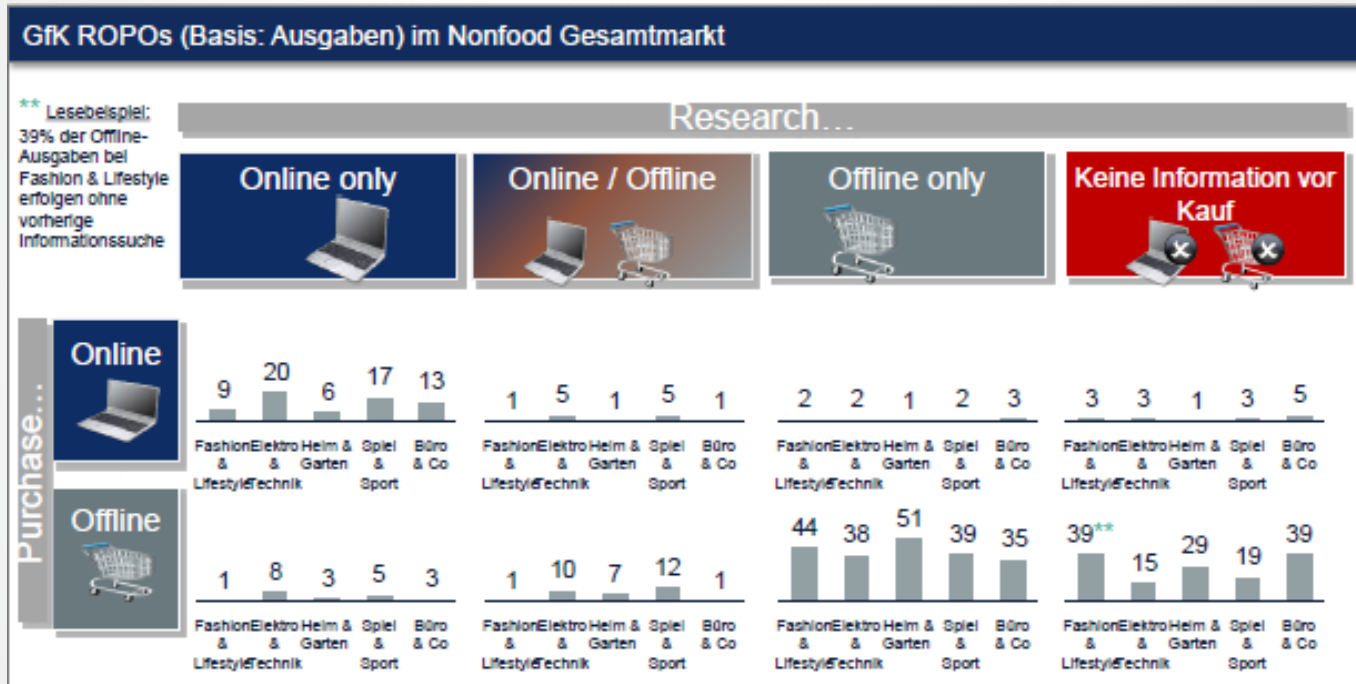 GfK ROPOs (Basis: Ausgaben) im Nonfood Gesamtmarkt
** Lesebeispiel:
39% der Offline-
Ausgaben bei
Fashion & Lifestyle
erfolgen ohne
vorherige
Informationssuche
Research...
Online only
Online / Offline
Offline only
Keine Information vor
Kauf
Purchase...
Online
9 20 6 17 13
Fashion Elektro Heim & Spiel Büro
& & Garten & & Co
Lifestyle Technik Sport
1 5 1 5 1
Fashion Elektro Heim & Spiel Büro
& & Garten & & Co
Lifestyle Technik Sport
2 2 1 2 3
Fashion Elektro Heim & Spiel Büro
& & Garten & & Co
Lifestyle Technik Sport
3 3 1 3 5
Fashion Elektro Heim & Spiel Büro
& & Garten & & Co
Lifestyle Technik Sport
Offline
1 8 3 5 3
Fashion Elektro Heim & Spiel Büro
& & Garten & & Co
Lifestyle Technik Sport
1 10 7 12 1
Fashion Elektro Heim & Spiel Büro
& & Garten & & Co
Lifestyle Technik Sport
44 38 51 39 35
Fashion Elektro Heim & Spiel Büro
& & Garten & & Co
Lifestyle Technik Sport
39** 15 29 19 39
Fashion Elektro Heim & Spiel Büro
& & Garten & & Co
Lifestyle Technik Sport